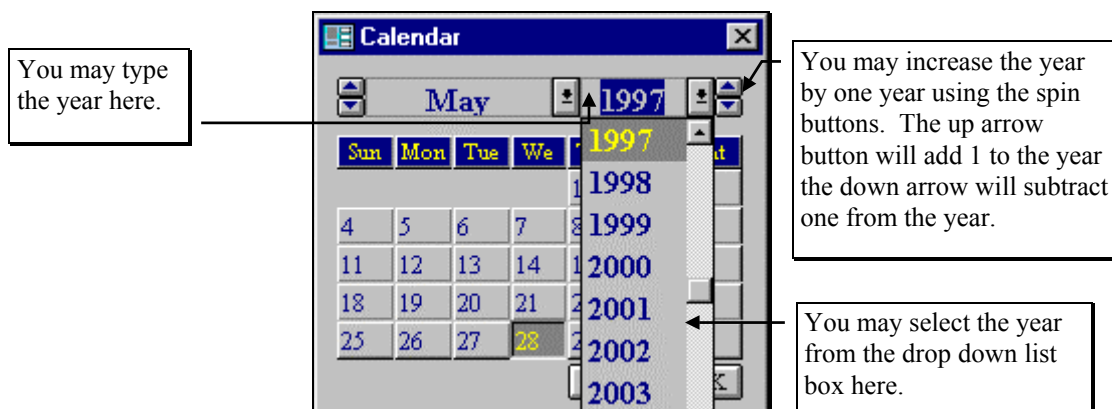 Calendar
You may type
the year here.
You may increase the year
by one year using the spin
buttons.  The up arrow
button will add 1 to the year
the down arrow will subtract
one from the year.
May 1997
Sun Mon Tue We
1997
1998
1999
2000
2001
2002
2003
4 5 6 7 8
11 12 13 14
18 19 20 21
25 26 27 28
You may select the year
from the drop down list
box here.